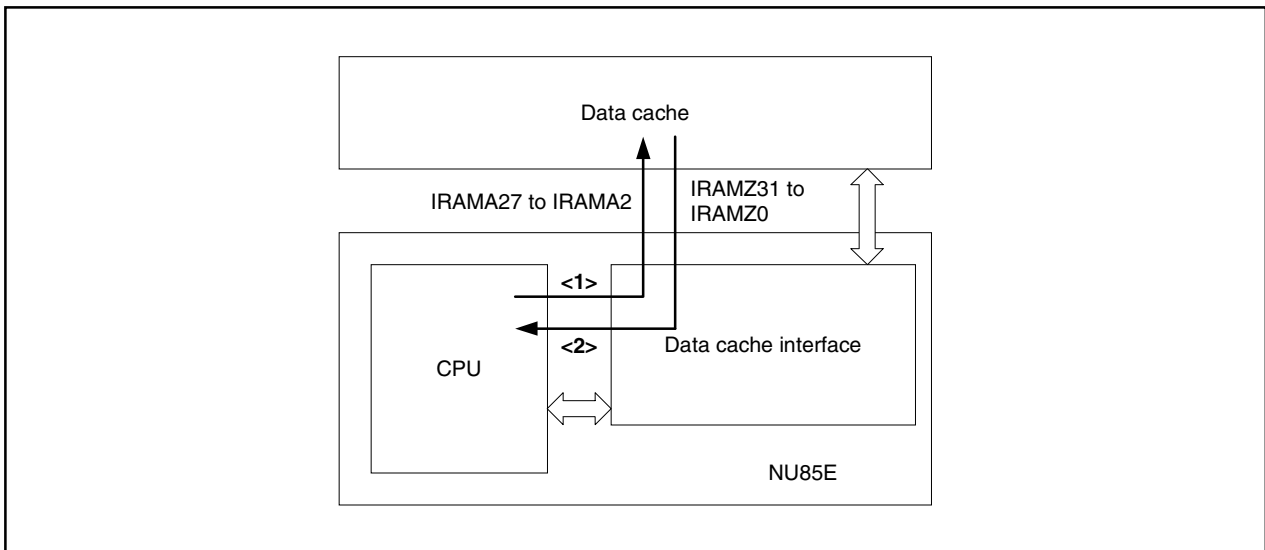 Data cache
IRAMA27 to IRAMA2
IRAMZ31 to
IRAMZ0
<1>
<2>
Data cache interface
CPU
NU85E